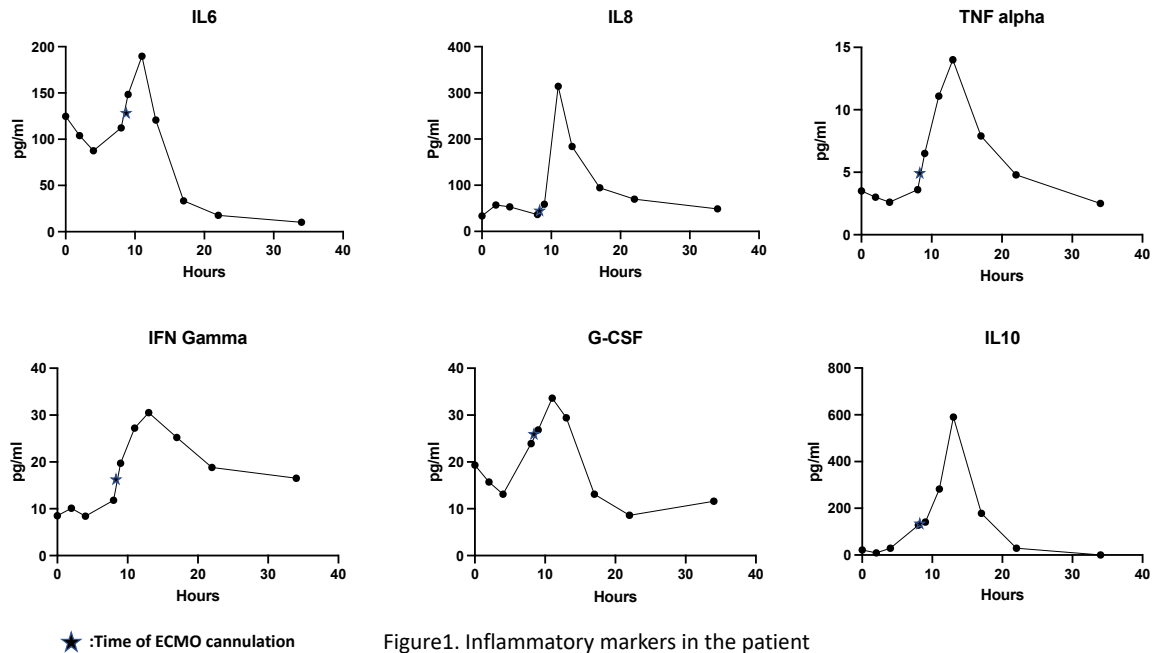 IL6
200
150
100
50
0
pg/ml
0 10 20 30 40
Hours
IL8
400
300
200
100
0
Pg/ml
0 10 20 30 40
Hours
TNF alpha
15
10
5
0
pg/ml
0 10 20 30 40
Hours
IFN Gamma
40
30
20
10
0
pg/ml
0 10 20 30 40
Hours
G-CSF
40
30
20
10
0
pg/ml
0 10 20 30 40
Hours
IL10
800
600
400
200
0
pg/ml
0 10 20 30 40
Hours
:Time of ECMO cannulation
Figure1. Inflammatory markers in the patient